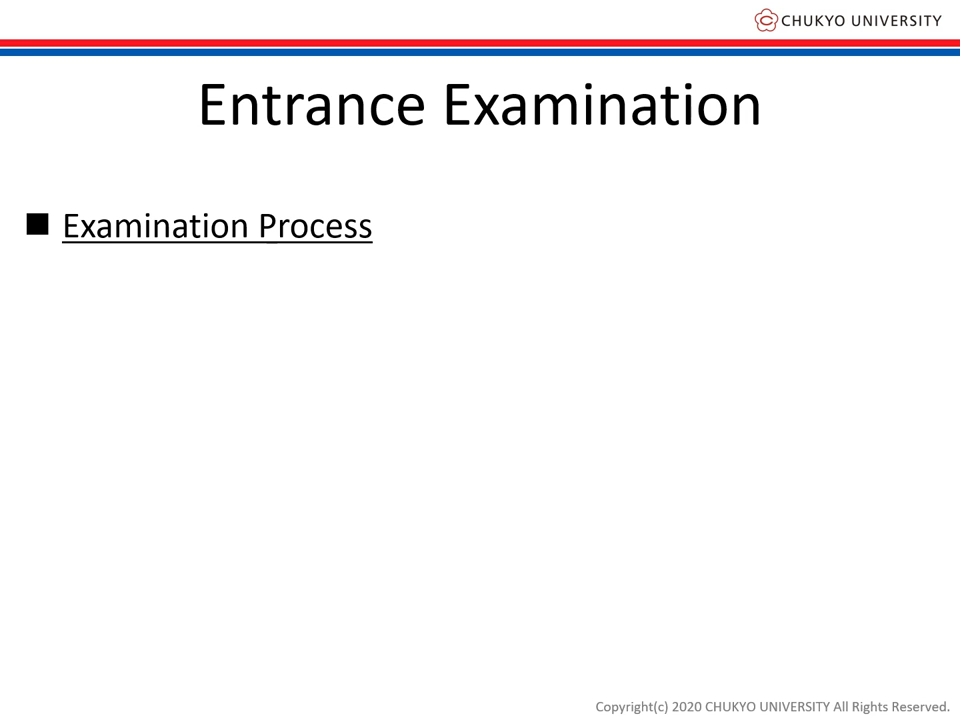 CHUKYO UNIVERSITY
Entrance Examination
Examination Process
Copyright(c) 2020 CHUKYO UNIVERSITY All Rights Reserved.